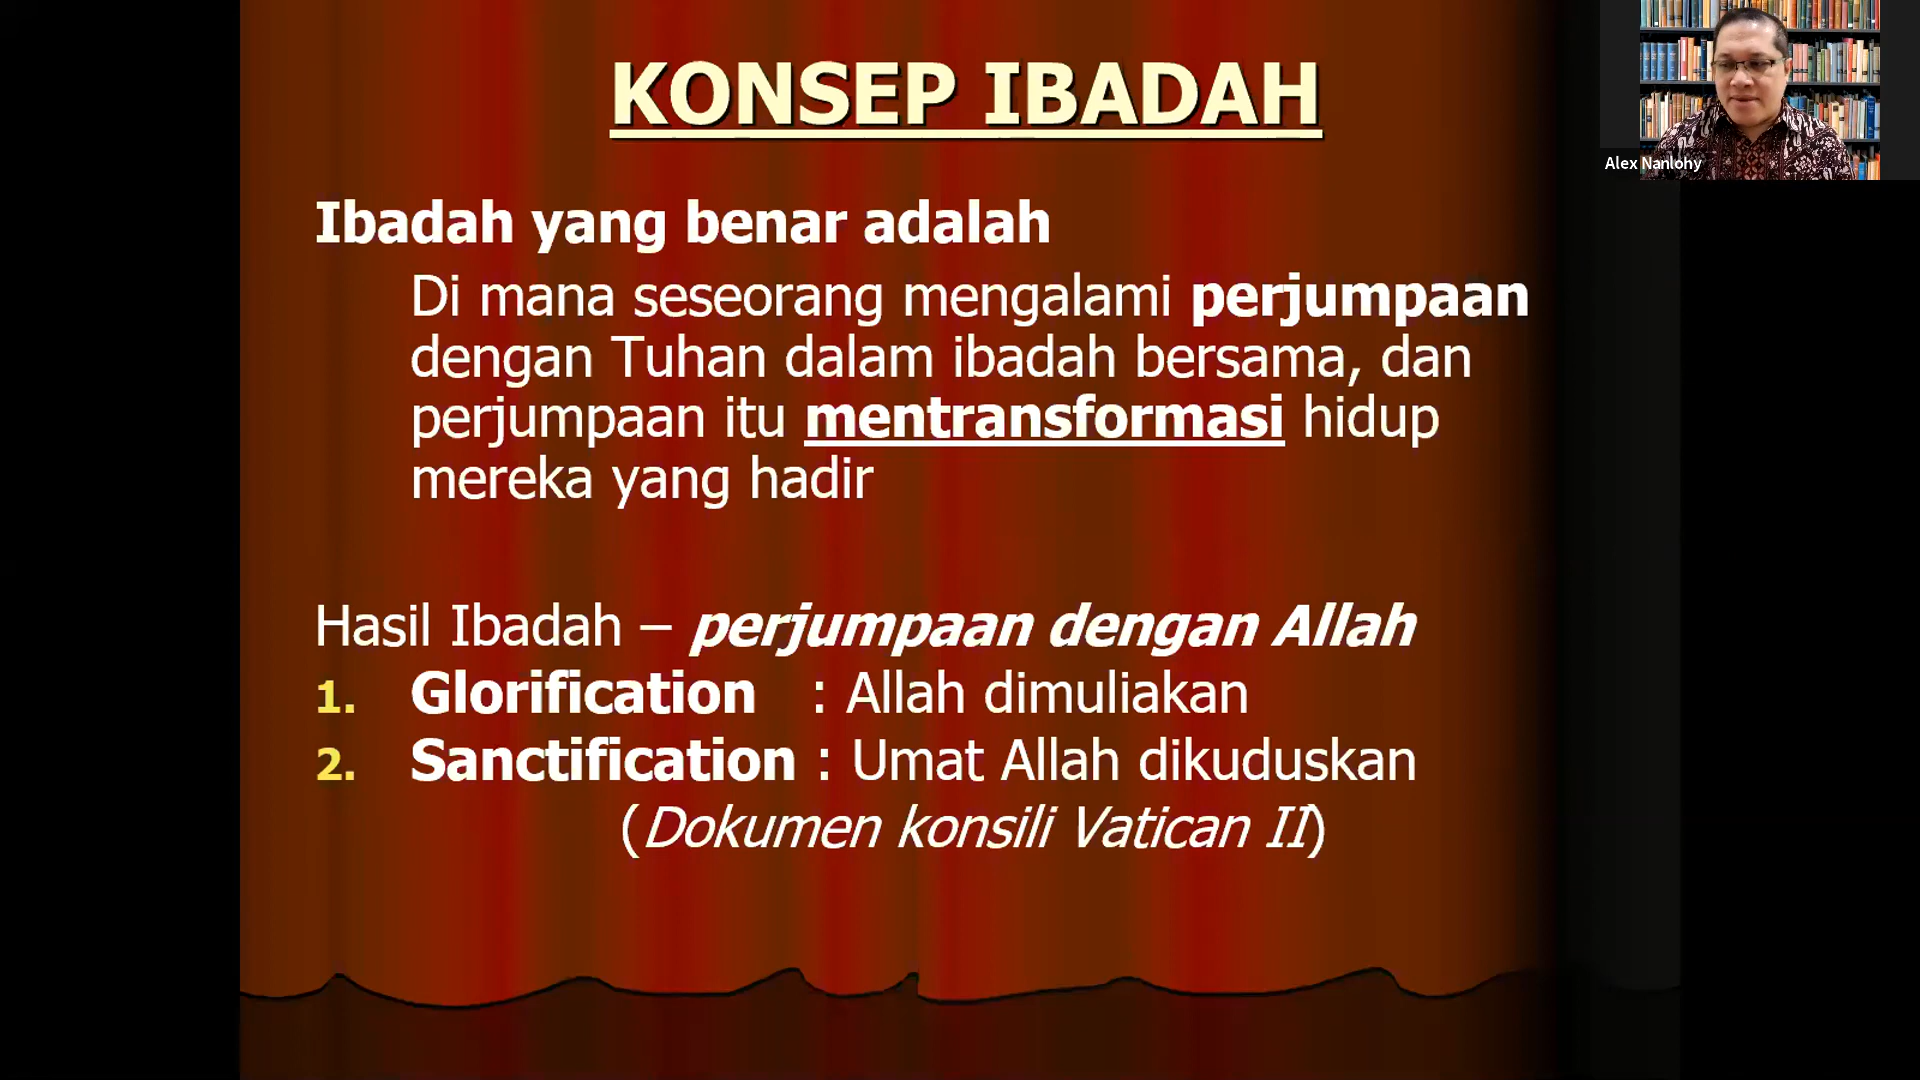 KONSEP IBADAH
Alex Nanlohy
Ibadah yang benar adalah
Di mana seseorang mengalami perjumpaan
dengan Tuhan dalam ibadah bersama, dan
perjumpaan itu mentransformasi hidup
mereka yang hadir
Hasil Ibadah – perjumpaan dengan Allah
1. Glorification : Allah dimuliakan
2. Sanctification : Umat Allah dikuduskan
(Dokumen konsili Vatican II)